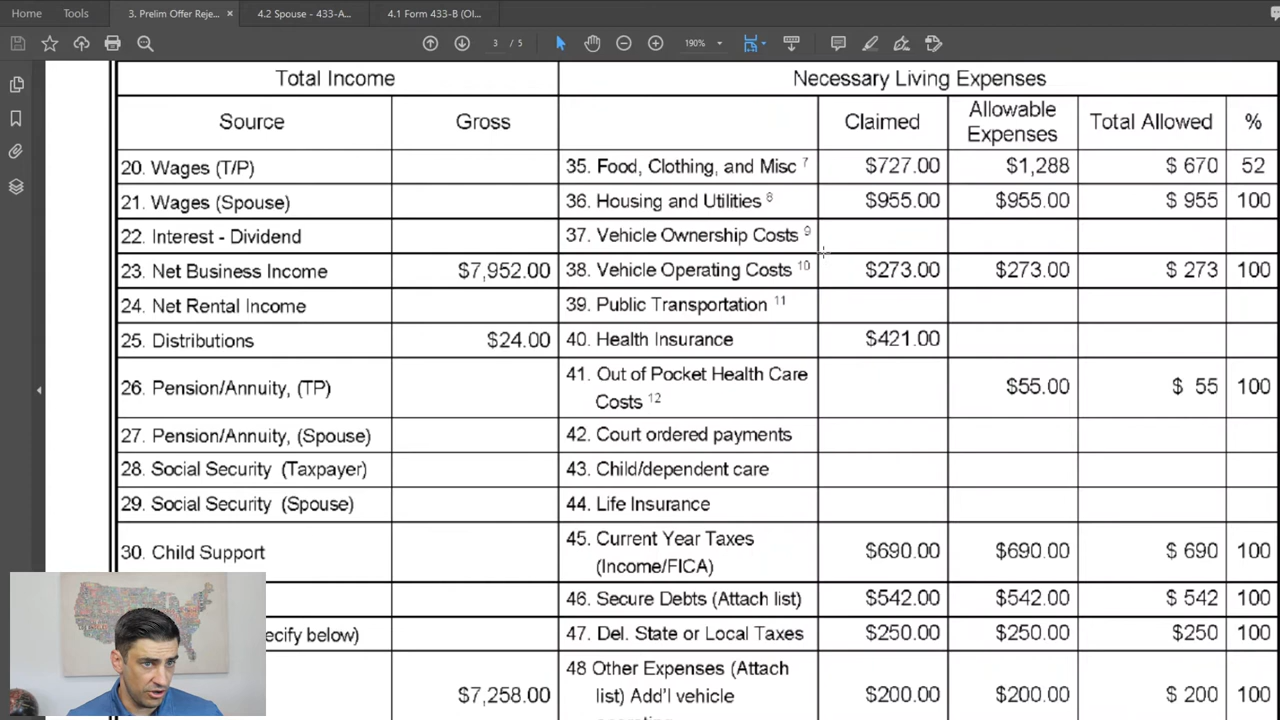 Home Tools 3. Prelim Offer Reje... × 4.2 Spouse - 433-A... 4.1 Form 433-B (OI...
3 / 5 190%
Total Income Necessary Living Expenses
Source Gross Claimed Allowable Expenses Total Allowed %
20. Wages (T/P) 35. Food, Clothing, and Misc 7 $727.00 $1,288 $ 670 52
21. Wages (Spouse) 36. Housing and Utilities 8 $955.00 $955.00 $ 955 100
22. Interest - Dividend 37. Vehicle Ownership Costs 9
23. Net Business Income $7,952.00 38. Vehicle Operating Costs 10 $273.00 $273.00 $ 273 100
24. Net Rental Income 39. Public Transportation 11
25. Distributions $24.00 40. Health Insurance $421.00
26. Pension/Annuity, (TP) 41. Out of Pocket Health Care Costs 12 $55.00 $ 55 100
27. Pension/Annuity, (Spouse) 42. Court ordered payments
28. Social Security (Taxpayer) 43. Child/dependent care
29. Social Security (Spouse) 44. Life Insurance
30. Child Support 45. Current Year Taxes (Income/FICA) $690.00 $690.00 $ 690 100
46. Secure Debts (Attach list) $542.00 $542.00 $ 542 100
ecify below) 47. Del. State or Local Taxes $250.00 $250.00 $250 100
$7,258.00 48 Other Expenses (Attach list) Add'l vehicle $200.00 $200.00 $ 200 100